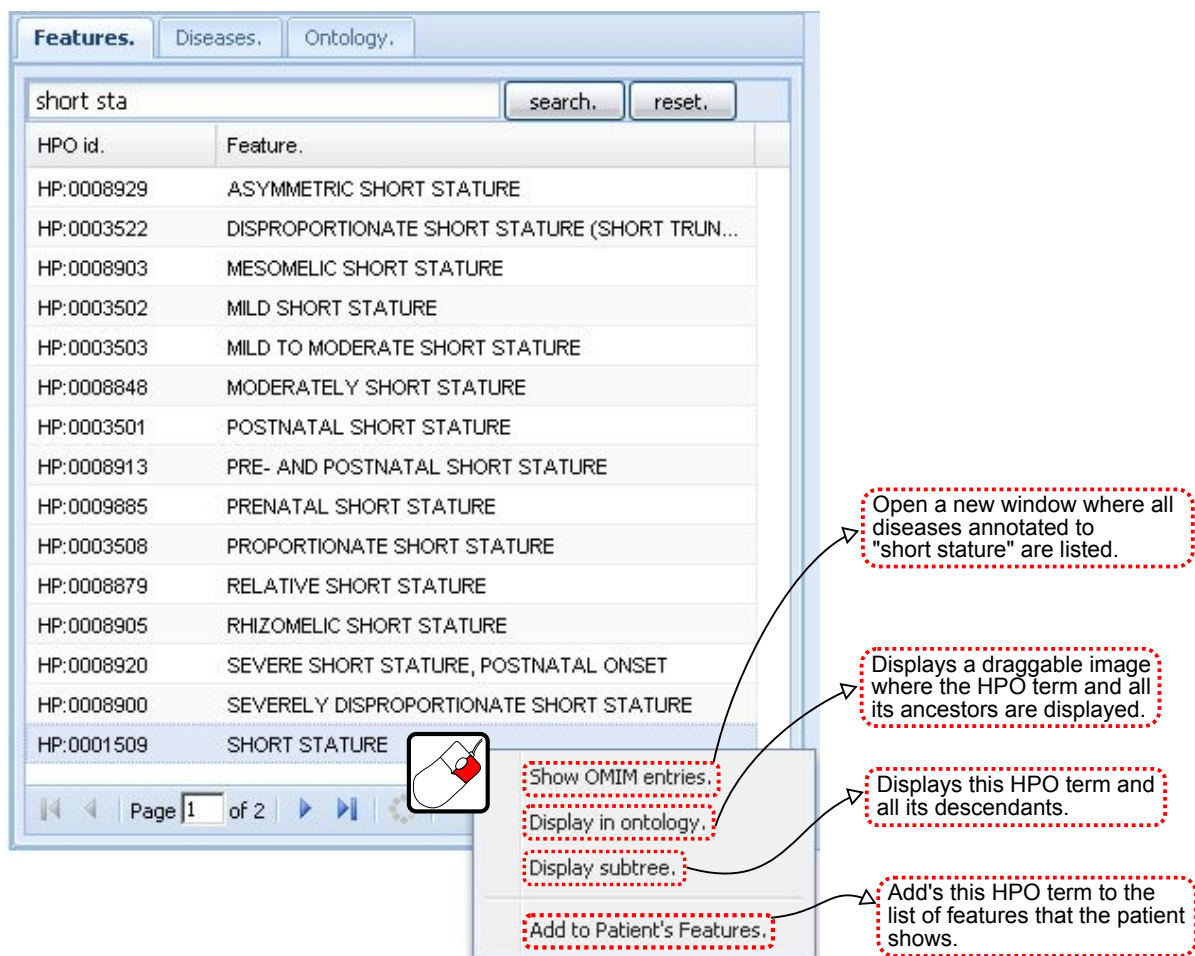 Features. Diseases. Ontology.
short sta search. reset.
HPO id. Feature.
HP:0008929 ASYMMETRIC SHORT STATURE
HP:0003522 DISPROPORTIONATE SHORT STATURE (SHORT TRUN...
HP:0008903 MESOMELIC SHORT STATURE
HP:0003502 MILD SHORT STATURE
HP:0003503 MILD TO MODERATE SHORT STATURE
HP:0008848 MODERATELY SHORT STATURE
HP:0003501 POSTNATAL SHORT STATURE
HP:0008913 PRE- AND POSTNATAL SHORT STATURE
HP:0009885 PRENATAL SHORT STATURE
HP:0003508 PROPORTIONATE SHORT STATURE
HP:0008879 RELATIVE SHORT STATURE
HP:0008905 RHIZOMELIC SHORT STATURE
HP:0008920 SEVERE SHORT STATURE, POSTNATAL ONSET
HP:0008900 SEVERELY DISPROPORTIONATE SHORT STATURE
HP:0001509 SHORT STATURE
Page 1 of 2
Show OMIM entries.
Display in ontology.
Display subtree.
Add to Patient's Features.
Open a new window where all
diseases annotated to
"short stature" are listed.
Displays a draggable image
where the HPO term and all
its ancestors are displayed.
Displays this HPO term and
all its descendants.
Add's this HPO term to the
list of features that the patient
shows.